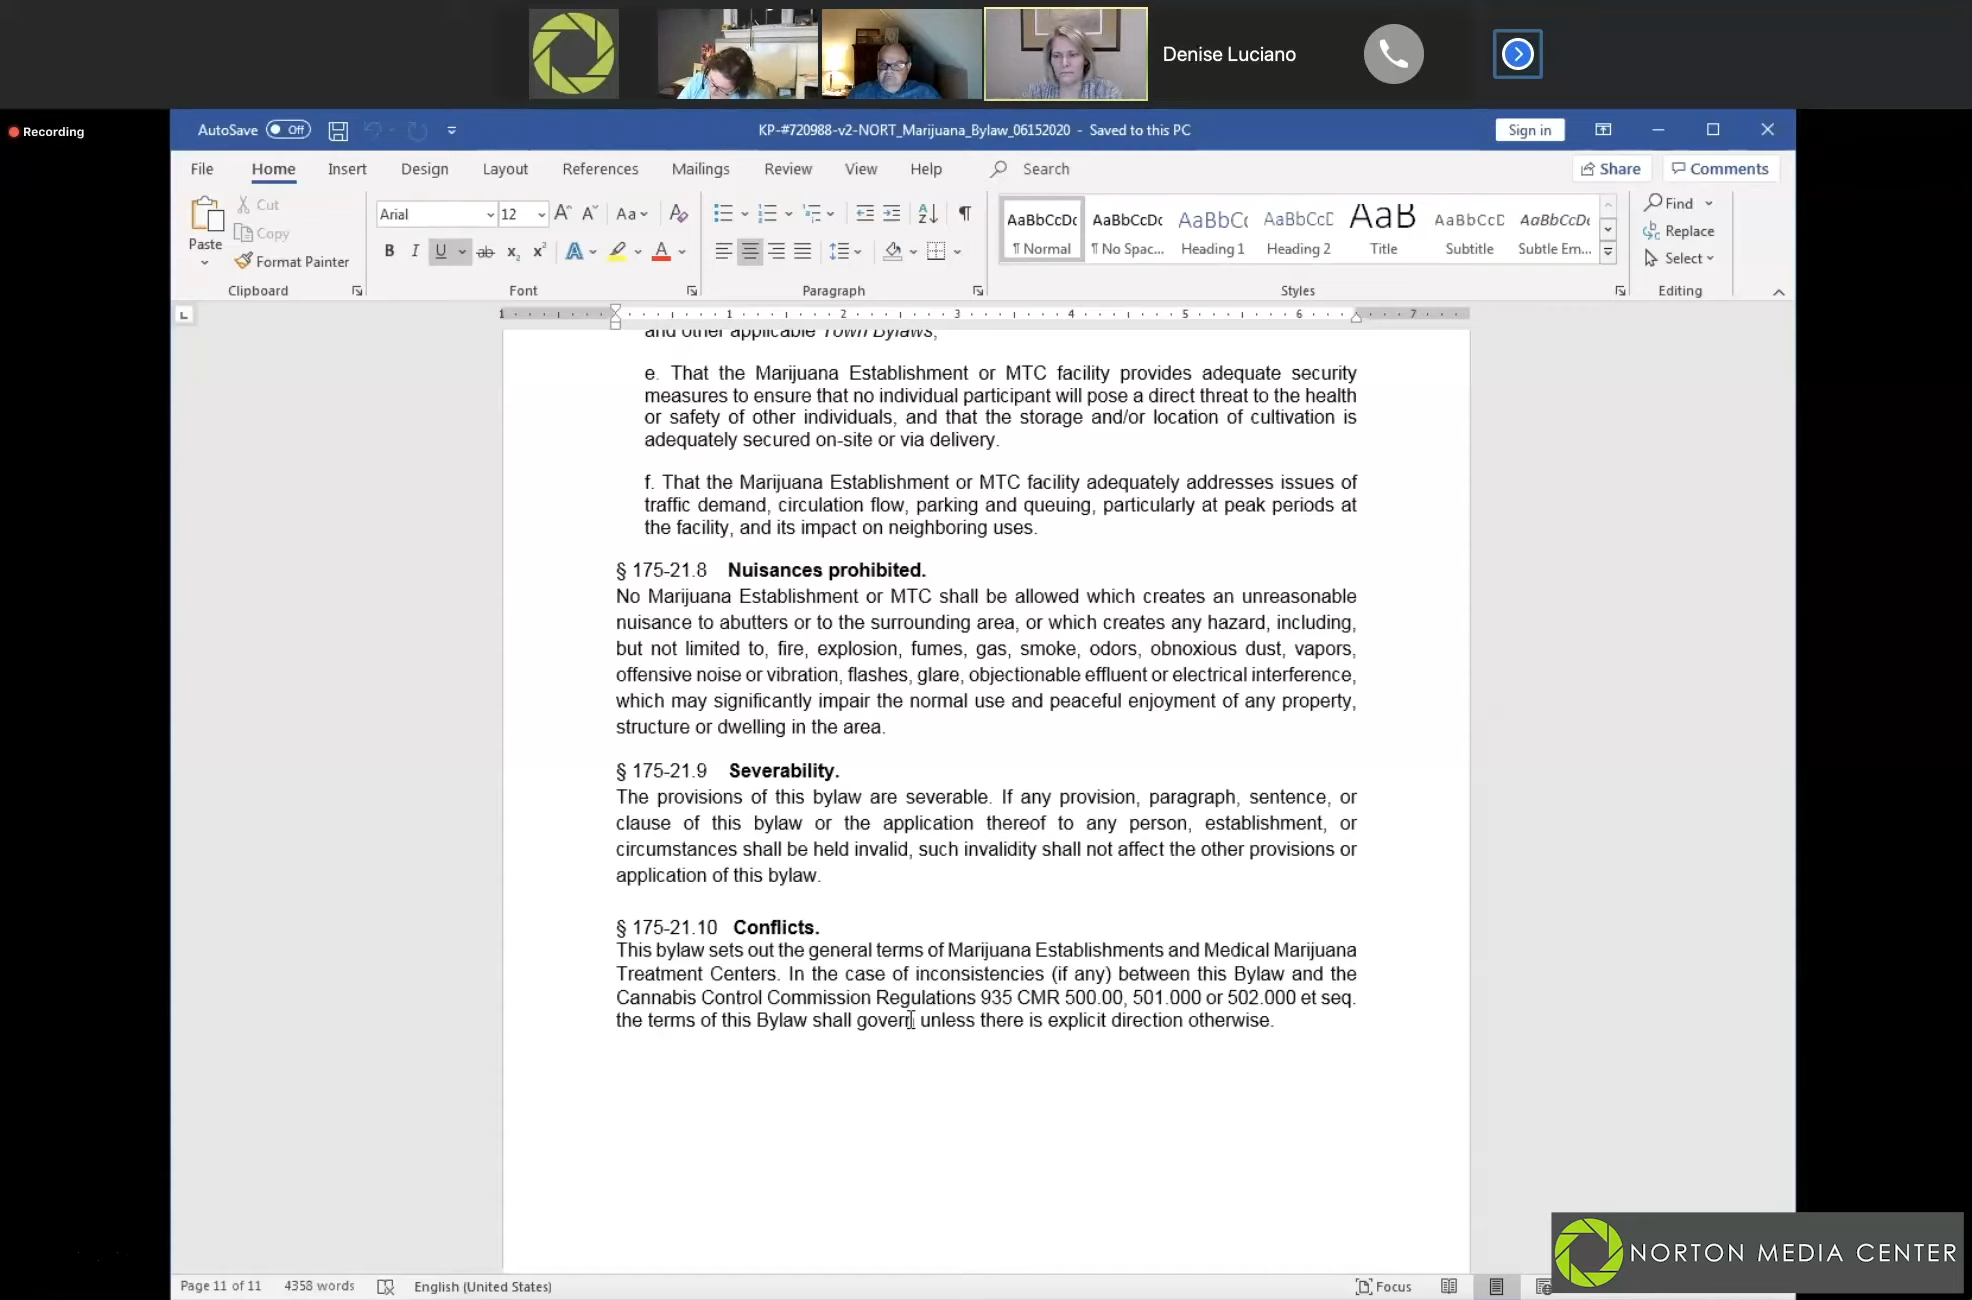 Denise Luciano
Recording
AutoSave Off
KP-#720988-v2-NORT_Marijuana_Bylaw_06152020 - Saved to this PC
Sign in
File Home Insert Design Layout References Mailings Review View Help Search
Share Comments
Paste
Cut
Copy
Format Painter
Clipboard
Arial 12
Font
Paragraph
AaBbCcDc
¶ Normal
AaBbCcDc
¶ No Spac...
AaBbCc
Heading 1
AaBbCcD
Heading 2
AaB
Title
AaBbCcD
Subtitle
AaBbCcDc
Subtle Em...
Styles
Find
Replace
Select
Editing
1 1 2 3 4 5 6 7
and other applicable Town Bylaws;
e. That the Marijuana Establishment or MTC facility provides adequate security
measures to ensure that no individual participant will pose a direct threat to the health
or safety of other individuals, and that the storage and/or location of cultivation is
adequately secured on-site or via delivery.
f. That the Marijuana Establishment or MTC facility adequately addresses issues of
traffic demand, circulation flow, parking and queuing, particularly at peak periods at
the facility, and its impact on neighboring uses.
§ 175-21.8 Nuisances prohibited.
No Marijuana Establishment or MTC shall be allowed which creates an unreasonable
nuisance to abutters or to the surrounding area, or which creates any hazard, including,
but not limited to, fire, explosion, fumes, gas, smoke, odors, obnoxious dust, vapors,
offensive noise or vibration, flashes, glare, objectionable effluent or electrical interference,
which may significantly impair the normal use and peaceful enjoyment of any property,
structure or dwelling in the area.
§ 175-21.9 Severability.
The provisions of this bylaw are severable. If any provision, paragraph, sentence, or
clause of this bylaw or the application thereof to any person, establishment, or
circumstances shall be held invalid, such invalidity shall not affect the other provisions or
application of this bylaw.
§ 175-21.10 Conflicts.
This bylaw sets out the general terms of Marijuana Establishments and Medical Marijuana
Treatment Centers. In the case of inconsistencies (if any) between this Bylaw and the
Cannabis Control Commission Regulations 935 CMR 500.00, 501.000 or 502.000 et seq.
the terms of this Bylaw shall govern unless there is explicit direction otherwise.
NORTON MEDIA CENTER
Page 11 of 11 4358 words English (United States) Focus